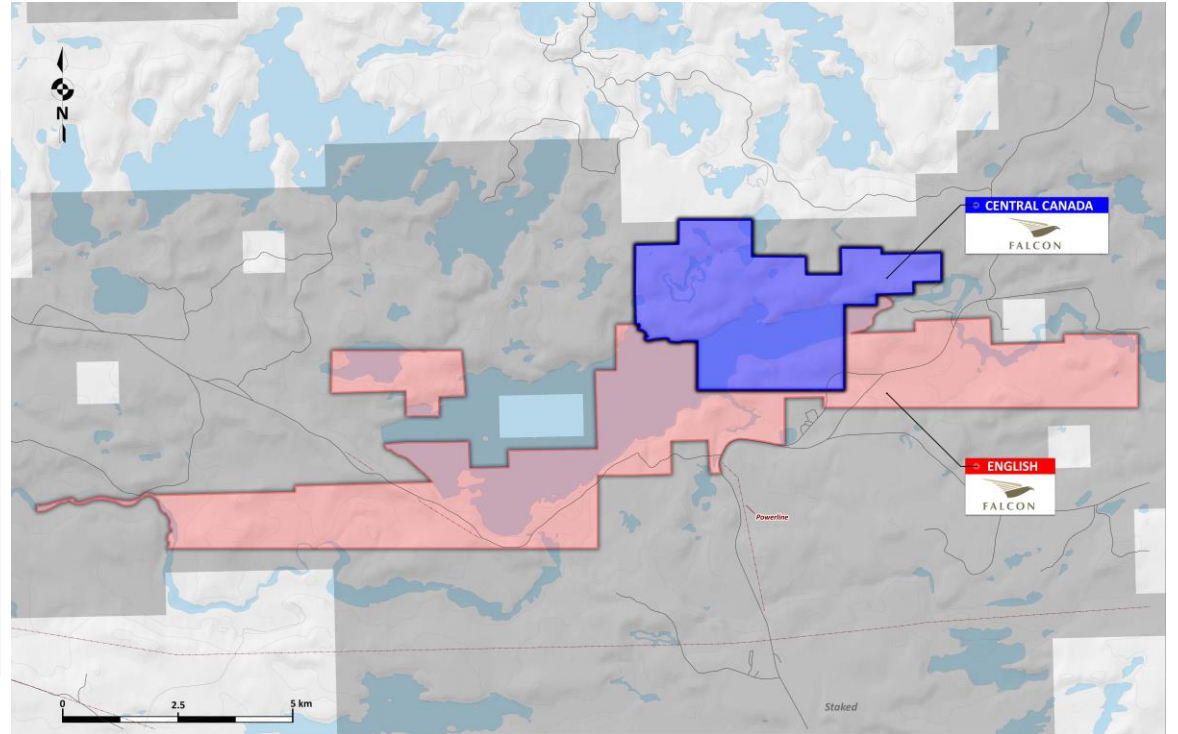 N
CENTRAL CANADA
FALCON
ENGLISH
FALCON
Powerline
0 2.5 5 km
Staked